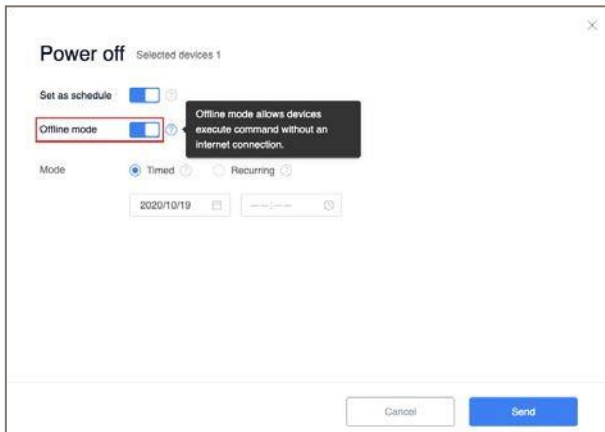 Power off Selected devices 1
Set as schedule
Offline mode
Offline mode allows devices
execute command without an
internet connection.
Mode Timed Recurring
2020/10/19 --:--
Cancel Send